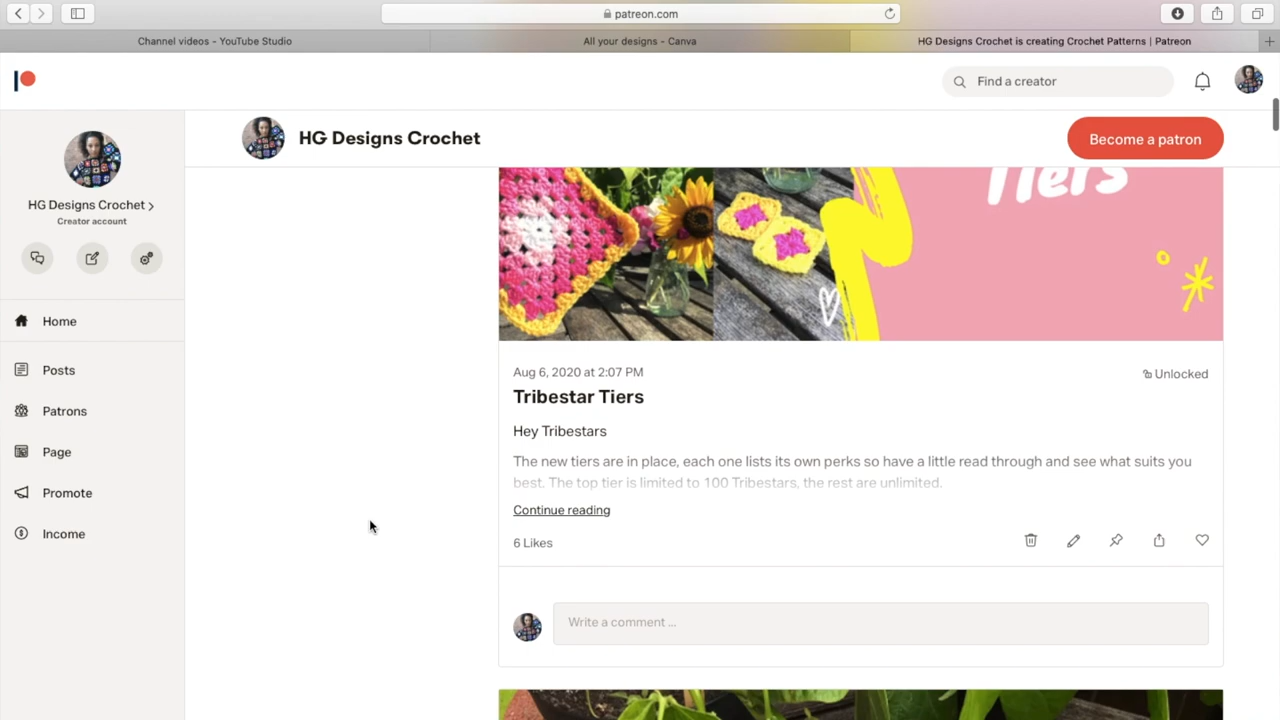 patreon.com
Channel videos - YouTube Studio
All your designs - Canva
HG Designs Crochet is creating Crochet Patterns | Patreon
Find a creator
HG Designs Crochet
Become a patron
HG Designs Crochet
Creator account
Home
Posts
Patrons
Page
Promote
Income
Tiers
Aug 6, 2020 at 2:07 PM
Unlocked
Tribestar Tiers
Hey Tribestars
The new tiers are in place, each one lists its own perks so have a little read through and see what suits you
best. The top tier is limited to 100 Tribestars, the rest are unlimited.
Continue reading
6 Likes
Write a comment ...